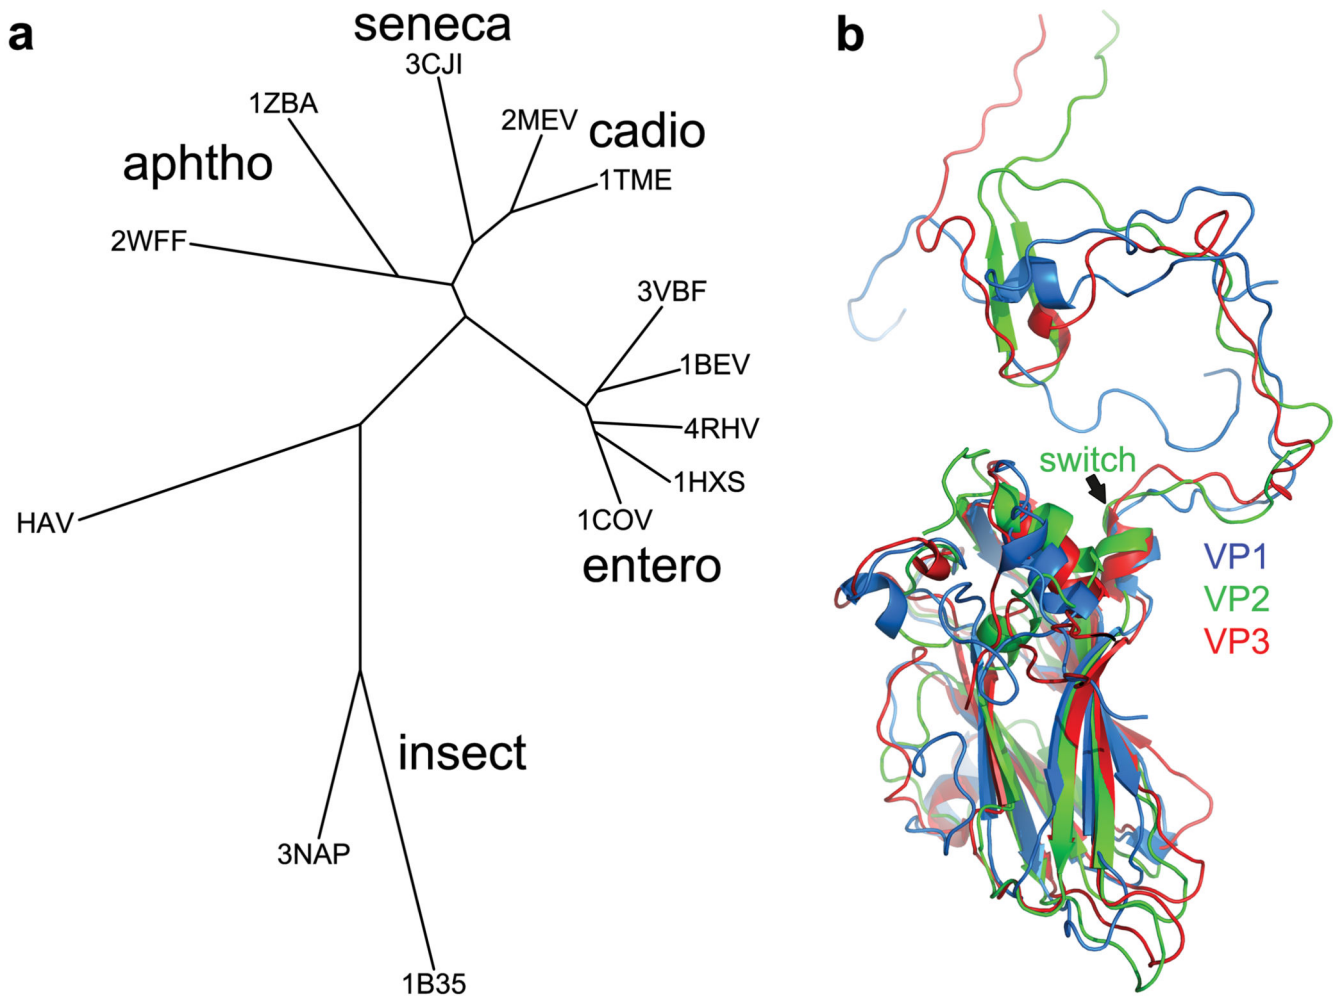 a
seneca
3CJI
1ZBA
2MEV
cadio
aphtho
1TME
2WFF
3VBF
1BEV
4RHV
1HXS
HAV
1COV
entero
insect
3NAP
1B35
b
switch
VP1
VP2
VP3